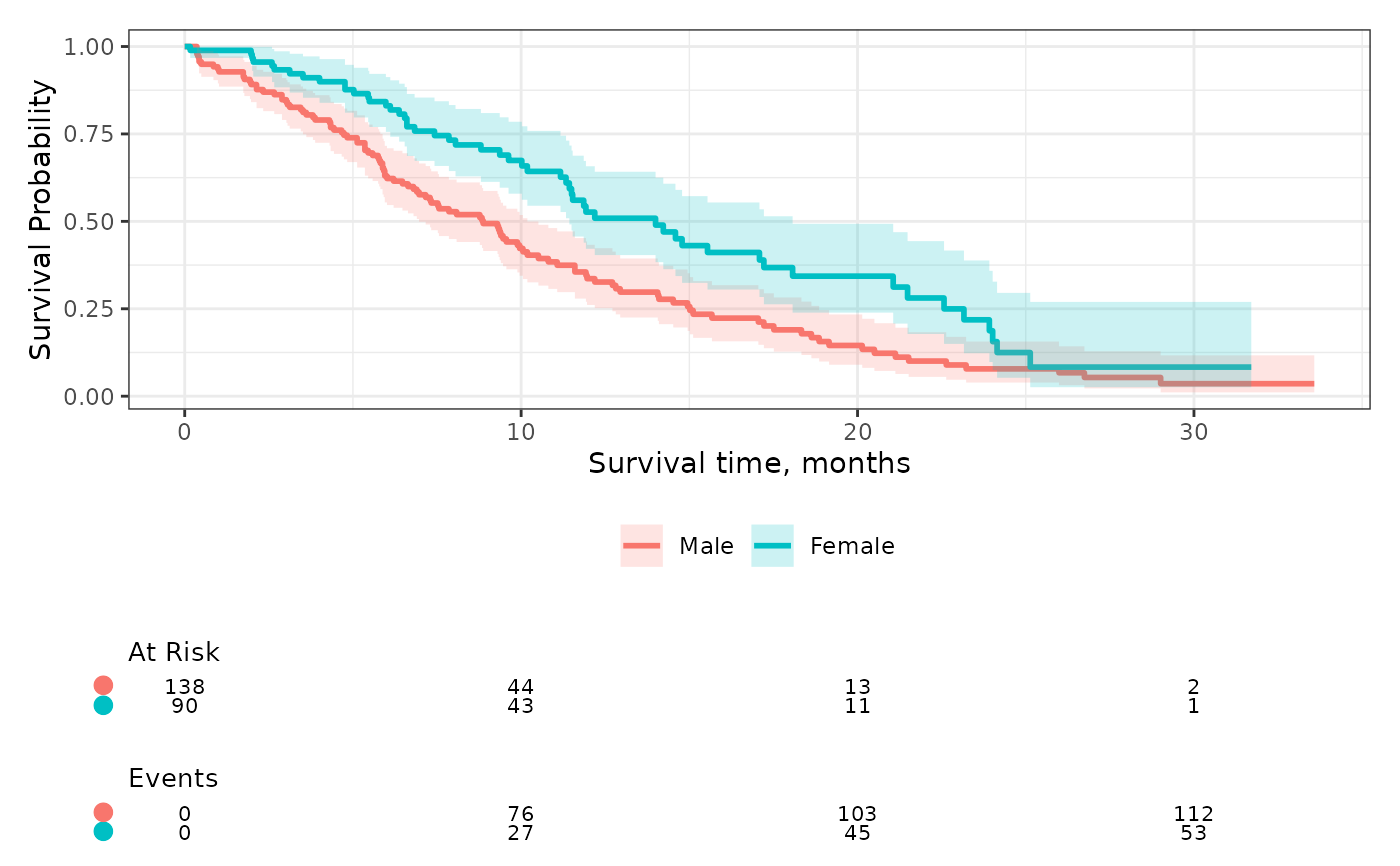 1.00
0.75
0.50
0.25
0.00
Survival Probability
0 10 20 30
Survival time, months
Male Female
At Risk
138 44 13 2
90 43 11 1
Events
0 76 103 112
0 27 45 53